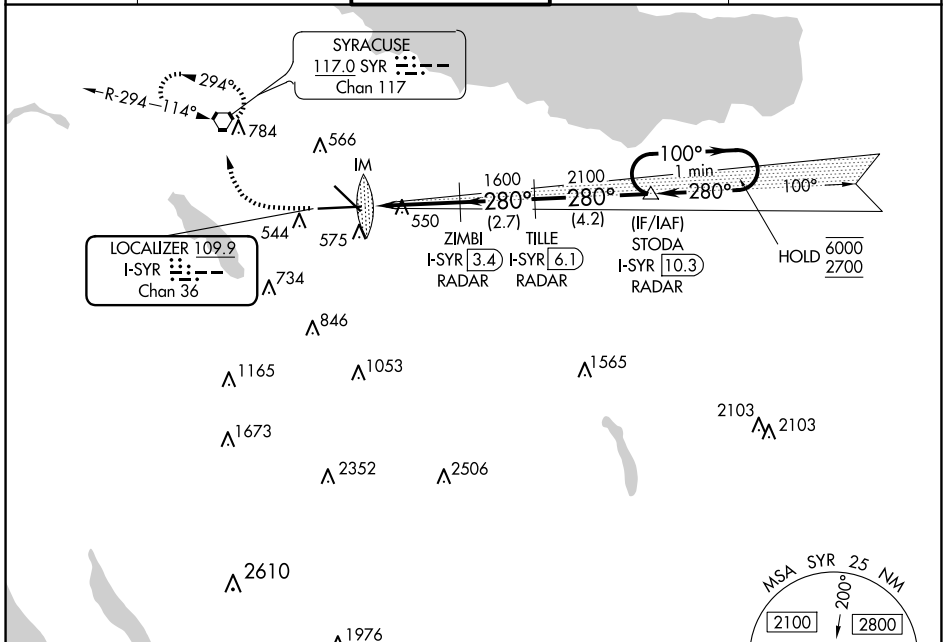 SYRACUSE
117.0 SYR
Chan 117
294°
R-294
114°
784
566
IM
100°
1 min
1600
2100
280°
280°
280°
100°
544
575
550
(2.7)
(4.2)
(IF/IAF)
ZIMBI
TILLE
STODA
I-SYR 3.4
I-SYR 6.1
I-SYR 10.3
RADAR
RADAR
RADAR
HOLD 6000
2700
LOCALIZER 109.9
I-SYR
Chan 36
734
846
1165
1053
1565
1673
2103
2103
2352
2506
2610
MSA SYR 25 NM
200°
2100
2800
1976